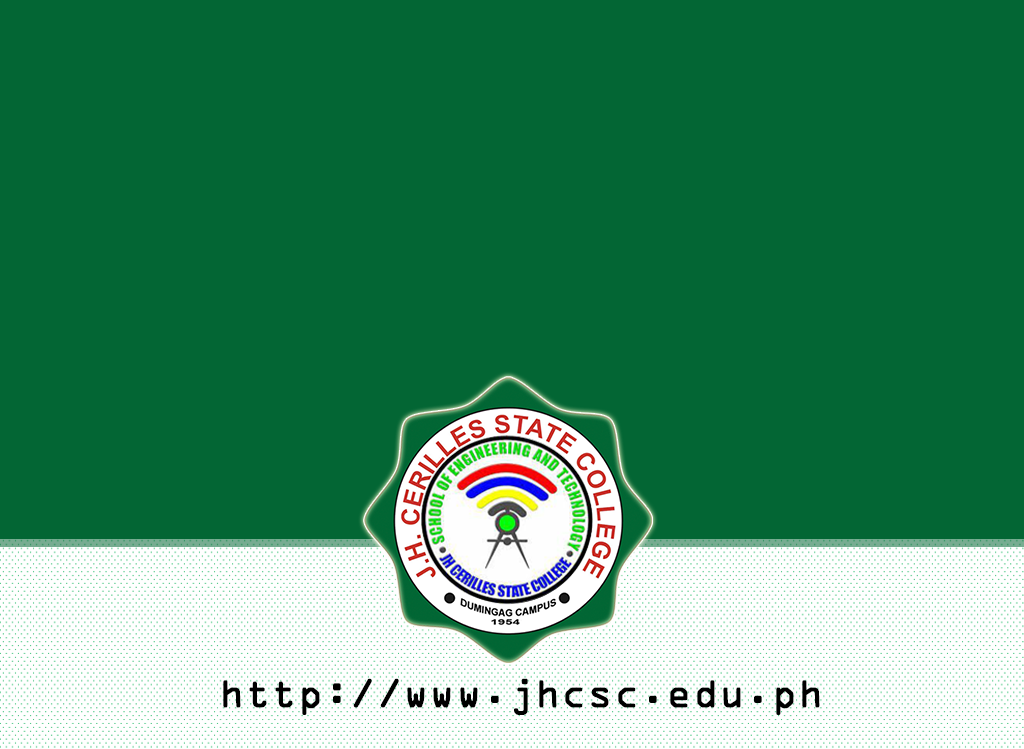 J.H. CERILLES STATE COLLEGE
SCHOOL OF ENGINEERING AND TECHNOLOGY
JH CERILLES STATE COLLEGE
DUMINGAG CAMPUS
1954
http://www.jhcsc.edu.ph